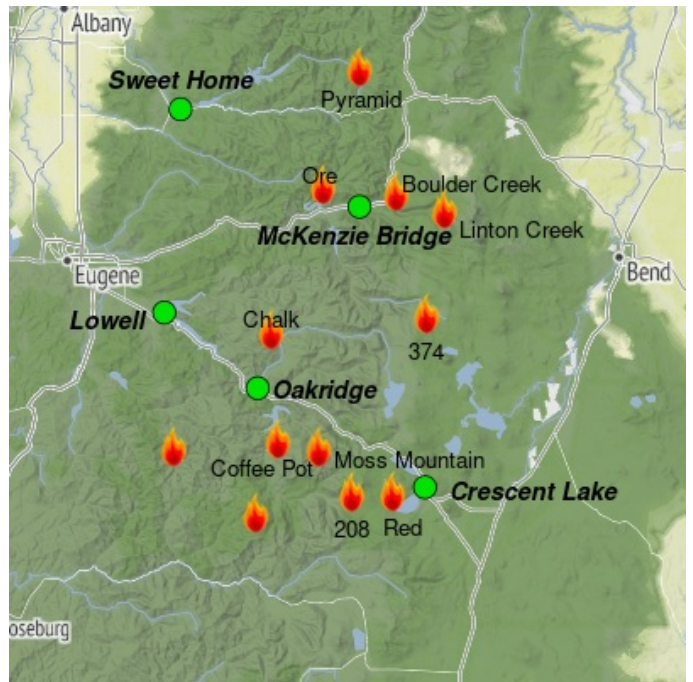 Albany
Sweet Home
Pyramid
Ore
Boulder Creek
McKenzie Bridge
Linton Creek
Eugene
Bend
Lowell
Chalk
374
Oakridge
Moss Mountain
Coffee Pot
Crescent Lake
208
Red
oseburg